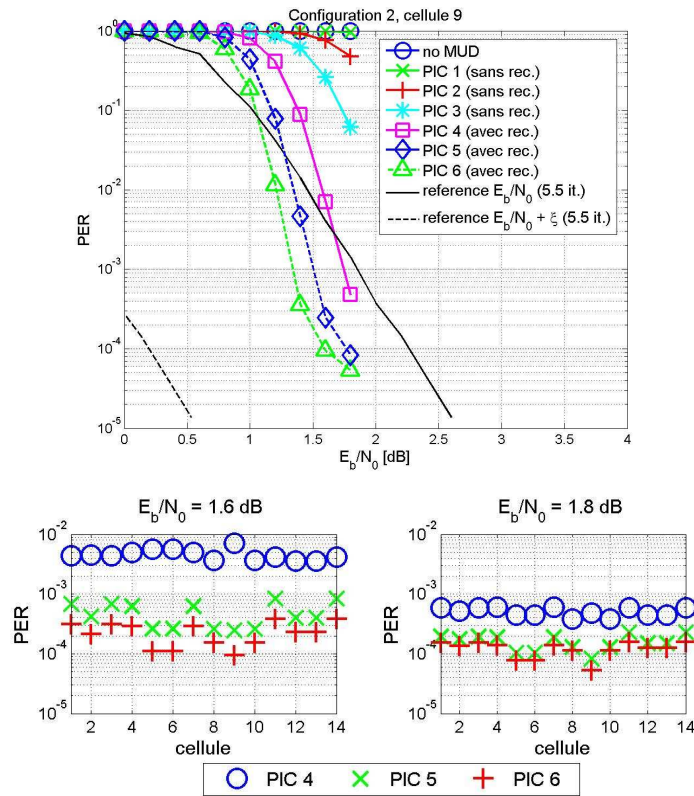 Configuration 2, cellule 9
10^0
10^-1
10^-2
10^-3
10^-4
10^-5
PER
0
0.5
1
1.5
2
2.5
3
3.5
4
E_b/N_0 [dB]
no MUD
PIC 1 (sans rec.)
PIC 2 (sans rec.)
PIC 3 (sans rec.)
PIC 4 (avec rec.)
PIC 5 (avec rec.)
PIC 6 (avec rec.)
reference E_b/N_0 (5.5 it.)
reference E_b/N_0 + ξ (5.5 it.)
E_b/N_0 = 1.6 dB
10^-2
10^-3
10^-4
10^-5
PER
2 4 6 8 10 12 14
cellule
E_b/N_0 = 1.8 dB
10^-2
10^-3
10^-4
10^-5
PER
2 4 6 8 10 12 14
cellule
PIC 4 PIC 5 PIC 6